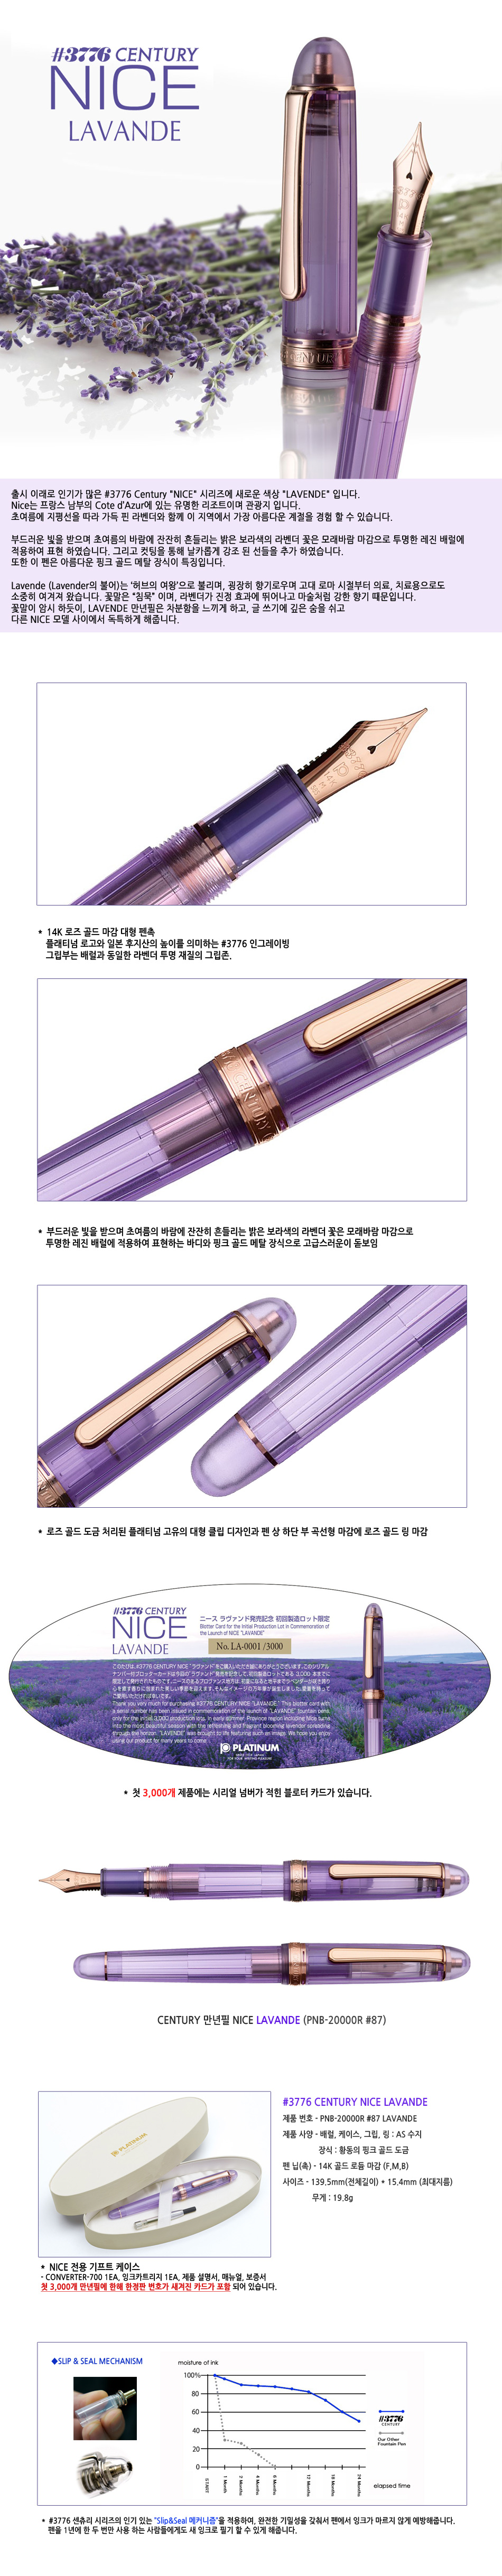 #3776 CENTURY
NICE
LAVANDE
출시 이래로 인기가 많은 #3776 Century "NICE" 시리즈에 새로운 색상 "LAVENDE" 입니다.
Nice는 프랑스 남부의 Cote d'Azur에 있는 유명한 리조트이며 관광지 입니다.
초여름에 지평선을 따라 가득 핀 라벤더와 함께 이 지역에서 가장 아름다운 계절을 경험 할 수 있습니다.
부드러운 빛을 받으며 초여름의 바람에 잔잔히 흔들리는 밝은 보라색의 라벤더 꽃은 모래바람 마감으로 투명한 레진 배럴에
적용하여 표현 하였습니다. 그리고 컷팅을 통해 날카롭게 강조 된 선들을 추가 하였습니다.
또한 이 펜은 아름다운 핑크 골드 메탈 장식이 특징입니다.
Lavende (Lavender의 불어)는 '허브의 여왕'으로 불리며, 굉장히 향기로우며 고대 로마 시절부터 의료, 치료용으로도
소중히 여겨져 왔습니다. 꽃말은 "침묵" 이며, 라벤더가 진정 효과에 뛰어나고 마술처럼 강한 향기 때문입니다.
꽃말이 암시 하듯이, LAVENDE 만년필은 차분함을 느끼게 하고, 글 쓰기에 깊은 숨을 쉬고
다른 NICE 모델 사이에서 독특하게 해줍니다.
* 14K 로즈 골드 마감 대형 펜촉
플래티넘 로고와 일본 후지산의 높이를 의미하는 #3776 인그레이빙
그립부는 배럴과 동일한 라벤더 투명 재질의 그립존.
* 부드러운 빛을 받으며 초여름의 바람에 잔잔히 흔들리는 밝은 보라색의 라벤더 꽃은 모래바람 마감으로
투명한 레진 배럴에 적용하여 표현하는 바디와 핑크 골드 메탈 장식으로 고급스러운이 돋보임
* 로즈 골드 도금 처리된 플래티넘 고유의 대형 클립 디자인과 펜 상 하단 부 곡선형 마감에 로즈 골드 링 마감
#3776 CENTURY
NICE
LAVANDE
ニース ラヴァンド発売記念 初回製造ロット限定
Blotter Card for the Initial Production Lot in Commemoration of
the Launch of NICE "LAVENDE"
No. LA-0001 /3000
Thank you very much for purchasing #3776 CENTURY NICE "LAVANDE". This blotter card with
a serial number has been issued in commemoration of the launch of "LAVANDE" fountain pens,
only for the initial 3,000 production lots. In early summer, Provence region including Nice turns
into the most beautiful season with the refreshing and fragrant blooming lavender spreading
through the horizon. "LAVENDE" was brought to life featuring such an image. We hope you enjoy
using our product for many years to come.
PLATINUM
* 첫 3,000개 제품에는 시리얼 넘버가 적힌 블로터 카드가 있습니다.
CENTURY 만년필 NICE LAVANDE (PNB-20000R #87)
#3776 CENTURY NICE LAVANDE
제품 번호 - PNB-20000R #87 LAVANDE
제품 사양 - 배럴, 케이스, 그립, 링 : AS 수지
장식 : 황동의 핑크 골드 도금
펜 닙(촉) - 14K 골드 로듐 마감 (F,M,B)
사이즈 - 139.5mm(전체길이) * 15.4mm (최대지름)
무게 : 19.8g
* NICE 전용 기프트 케이스
- CONVERTER-700 1EA, 잉크카트리지 1EA, 제품 설명서, 매뉴얼, 보증서
첫 3,000개 만년필에 한해 한정판 번호가 새겨진 카드가 포함 되어 있습니다.
◆SLIP & SEAL MECHANISM
moisture of ink
100%
80
60
40
20
0
START
1 Month
2 Months
4 Months
6 Months
12 Months
18 Months
24 Months
elapsed time
#3776
CENTURY
Our Other
Fountain Pen
* #3776 센츄리 시리즈의 인기 있는 "Slip&Seal 메커니즘"을 적용하여, 완전한 기밀성을 갖춰서 펜에서 잉크가 마르지 않게 예방해줍니다.
펜을 1년에 한 두 번만 사용 하는 사람들에게도 새 잉크로 필기 할 수 있게 해줍니다.